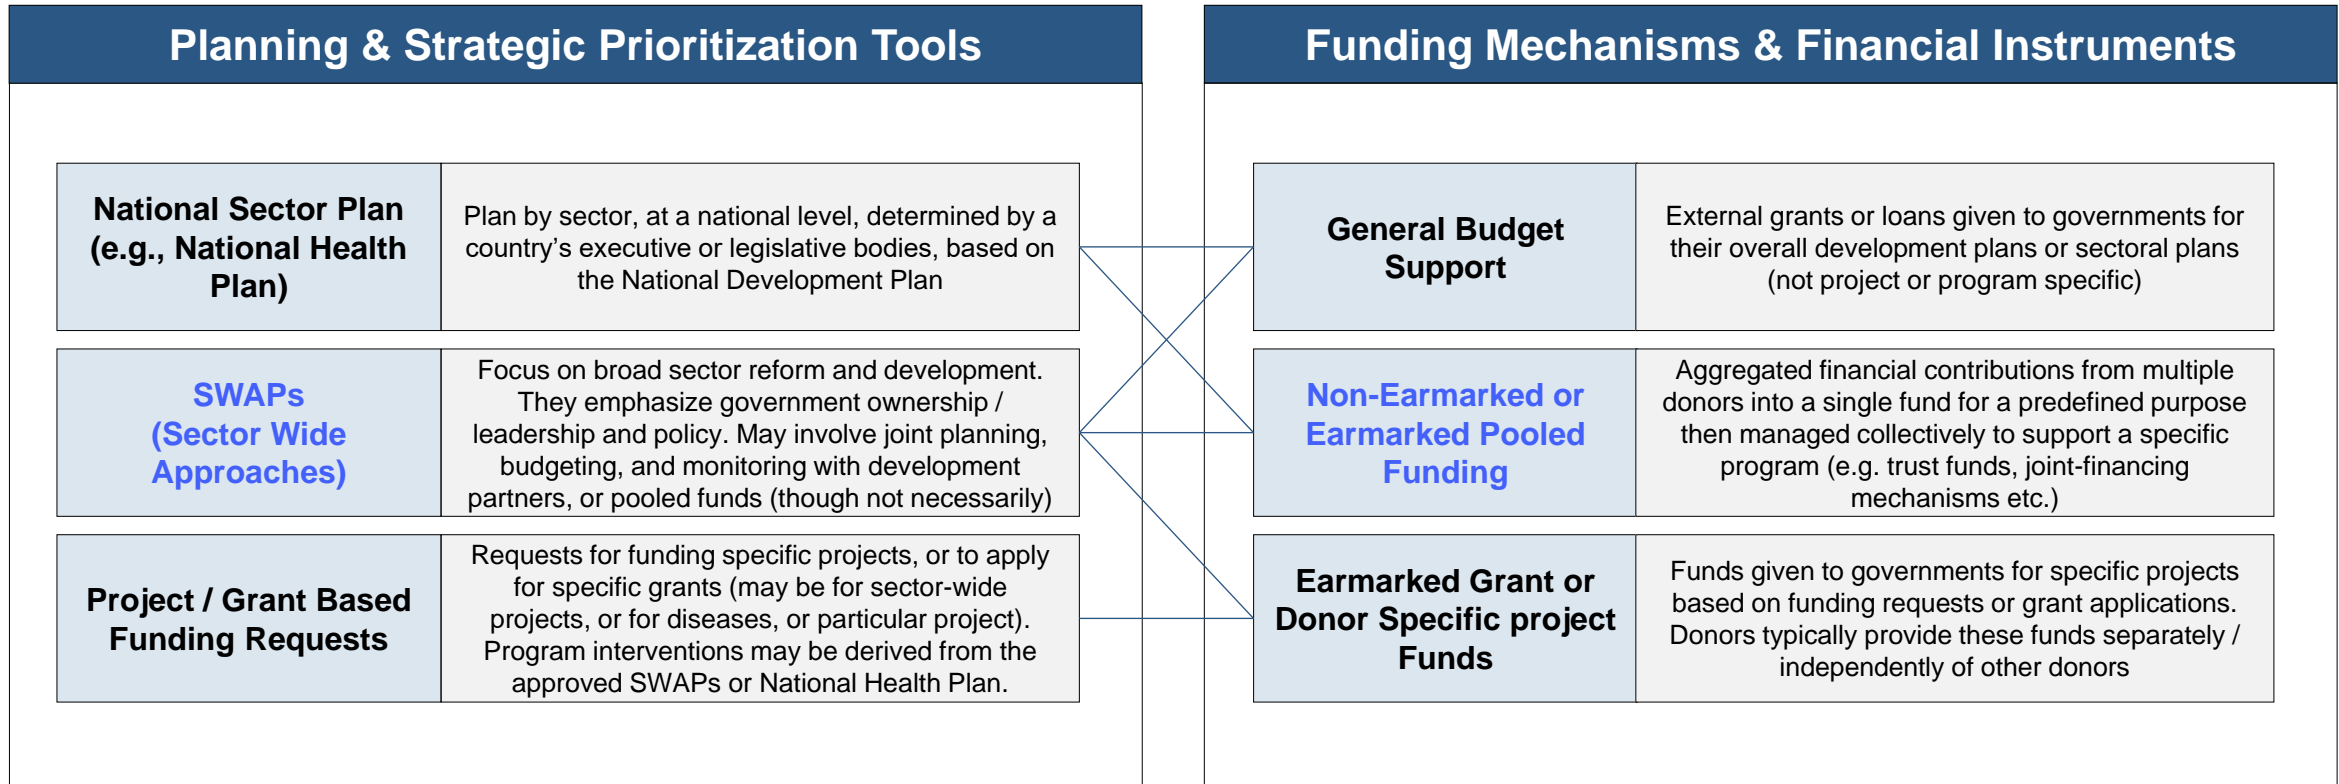 Planning & Strategic Prioritization Tools
National Sector Plan
(e.g., National Health
Plan)
Plan by sector, at a national level, determined by a
country’s executive or legislative bodies, based on
the National Development Plan
SWAPs
(Sector Wide
Approaches)
Focus on broad sector reform and development.
They emphasize government ownership /
leadership and policy. May involve joint planning,
budgeting, and monitoring with development
partners, or pooled funds (though not necessarily)
Project / Grant Based
Funding Requests
Requests for funding specific projects, or to apply
for specific grants (may be for sector-wide
projects, or for diseases, or particular project).
Program interventions may be derived from the
approved SWAPs or National Health Plan.
Funding Mechanisms & Financial Instruments
General Budget
Support
External grants or loans given to governments for
their overall development plans or sectoral plans
(not project or program specific)
Non-Earmarked or
Earmarked Pooled
Funding
Aggregated financial contributions from multiple
donors into a single fund for a predefined purpose
then managed collectively to support a specific
program (e.g. trust funds, joint-financing
mechanisms etc.)
Earmarked Grant or
Donor Specific project
Funds
Funds given to governments for specific projects
based on funding requests or grant applications.
Donors typically provide these funds separately /
independently of other donors